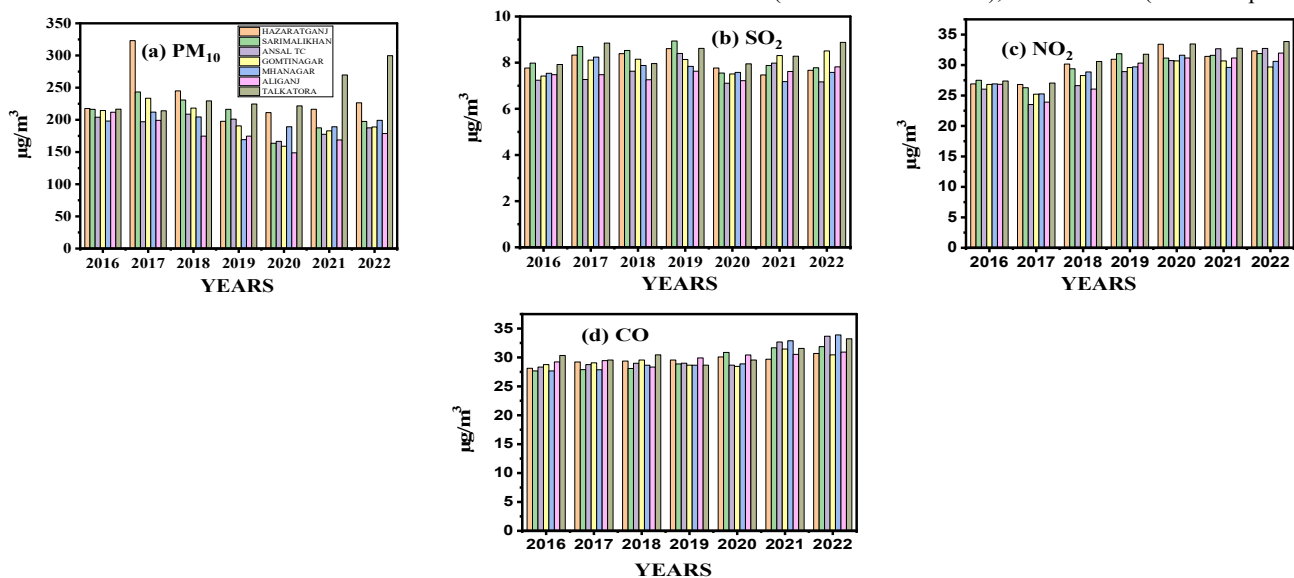 (a) PM₁₀
HAZARATGANJ
SARIMALIKHAN
ANSAL TC
GOMTINAGAR
MHANAGAR
ALIGANJ
TALKATORA
µg/m³
350
300
250
200
150
100
50
0
2016 2017 2018 2019 2020 2021 2022
YEARS
(b) SO₂
µg/m³
10
8
6
4
2
0
2016 2017 2018 2019 2020 2021 2022
YEARS
(c) NO₂
µg/m³
35
30
25
20
15
10
5
0
2016 2017 2018 2019 2020 2021 2022
YEARS
(d) CO
µg/m³
35
30
25
20
15
10
5
0
2016 2017 2018 2019 2020 2021 2022
YEARS